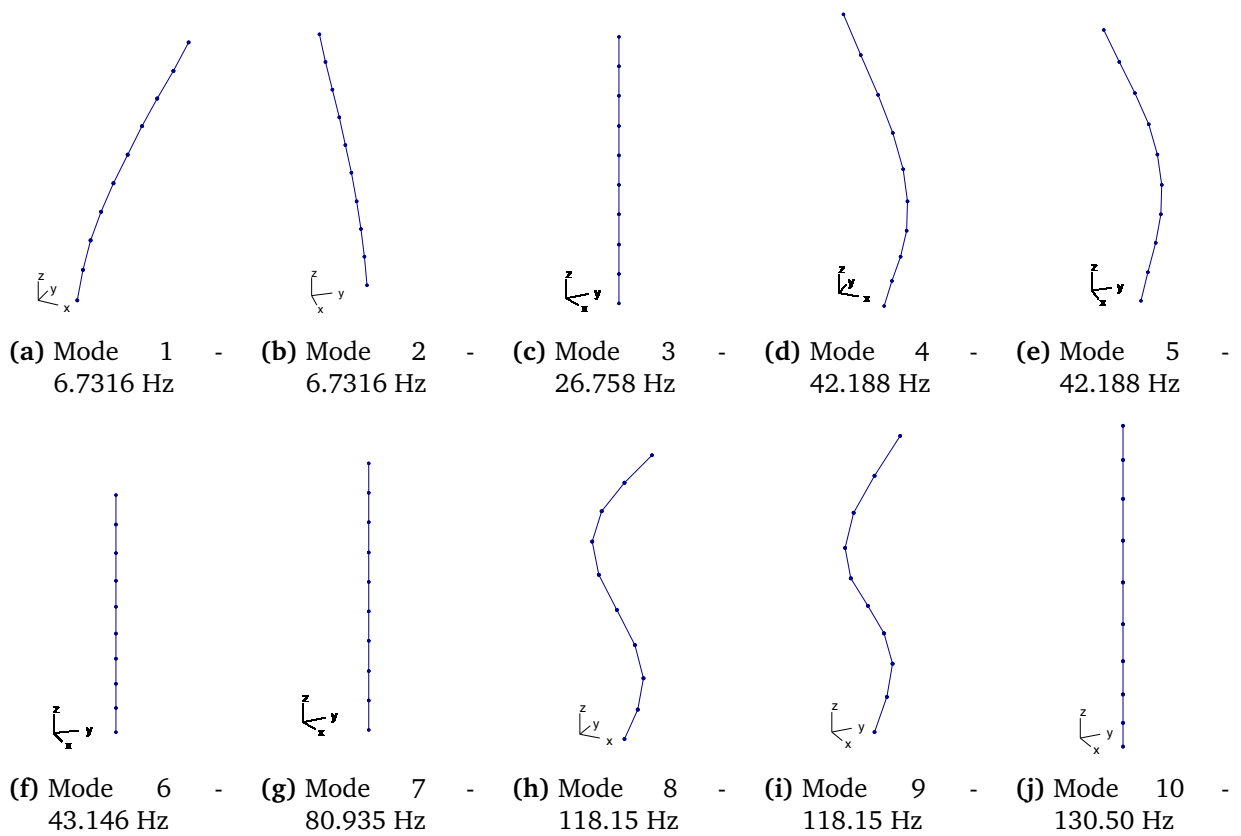 z
y
x
z
y
x
z
y
x
z
y
x
z
y
x
(a) Mode 1 -
6.7316 Hz
(b) Mode 2 -
6.7316 Hz
(c) Mode 3 -
26.758 Hz
(d) Mode 4 -
42.188 Hz
(e) Mode 5 -
42.188 Hz
z
y
x
z
y
x
z
y
x
z
y
x
z
y
x
(f) Mode 6 -
43.146 Hz
(g) Mode 7 -
80.935 Hz
(h) Mode 8 -
118.15 Hz
(i) Mode 9 -
118.15 Hz
(j) Mode 10 -
130.50 Hz